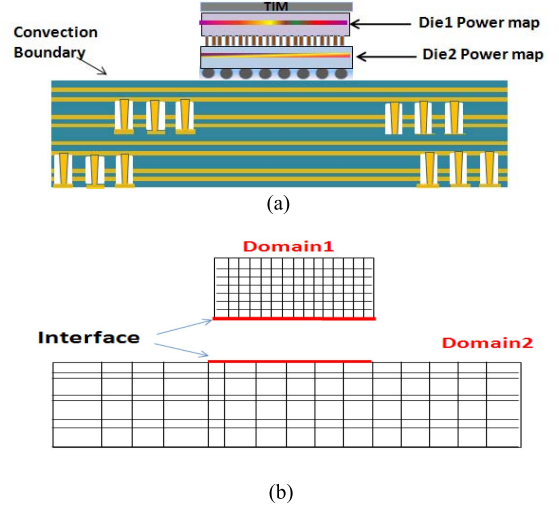 TIM
Die1 Power map
Convection
Boundary
Die2 Power map
(a)
Domain1
Interface
Domain2
(b)